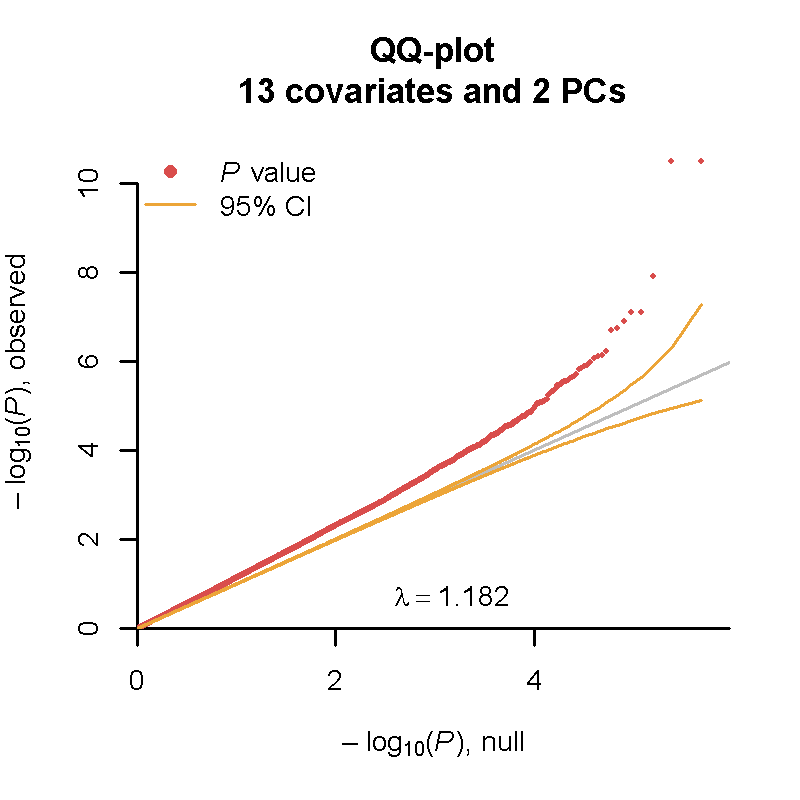 QQ-plot
13 covariates and 2 PCs
P value
95% CI
10
8
6
4
2
0
− log10(P), observed
λ = 1.182
0 2 4
− log10(P), null